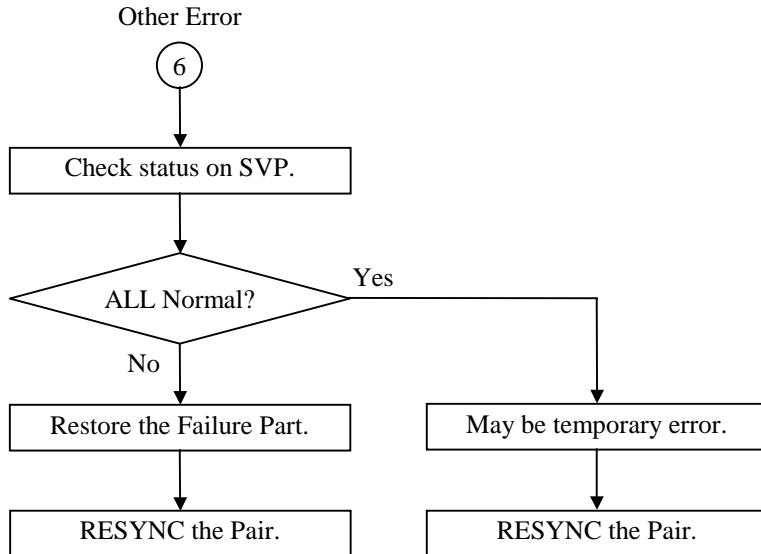 Other Error
6
Check status on SVP.
ALL Normal?
Yes
No
Restore the Failure Part.
May be temporary error.
RESYNC the Pair.
RESYNC the Pair.